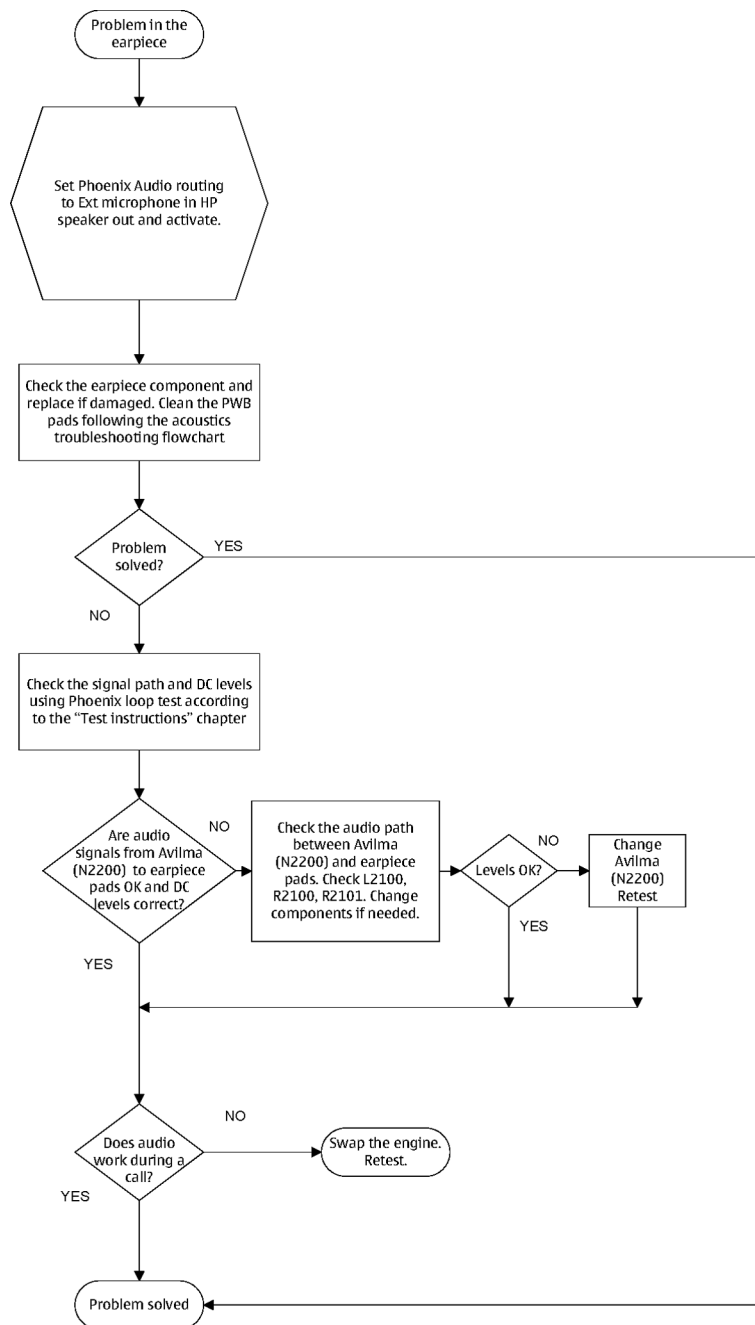 Problem in the
earpiece
Set Phoenix Audio routing
to Ext microphone in HP
speaker out and activate.
Check the earpiece component and
replace if damaged. Clean the PWB
pads following the acoustics
troubleshooting flowchart
Problem
solved?
YES
NO
Check the signal path and DC levels
using Phoenix loop test according
to the “Test instructions” chapter
Are audio
signals from Avilma
(N2200) to earpiece
pads OK and DC
levels correct?
NO
Check the audio path
between Avilma
(N2200) and earpiece
pads. Check L2100,
R2100, R2101. Change
components if needed.
Levels OK?
NO
Change
Avilma
(N2200)
Retest
YES
YES
Does audio
work during a
call?
NO
Swap the engine.
Retest.
YES
Problem solved